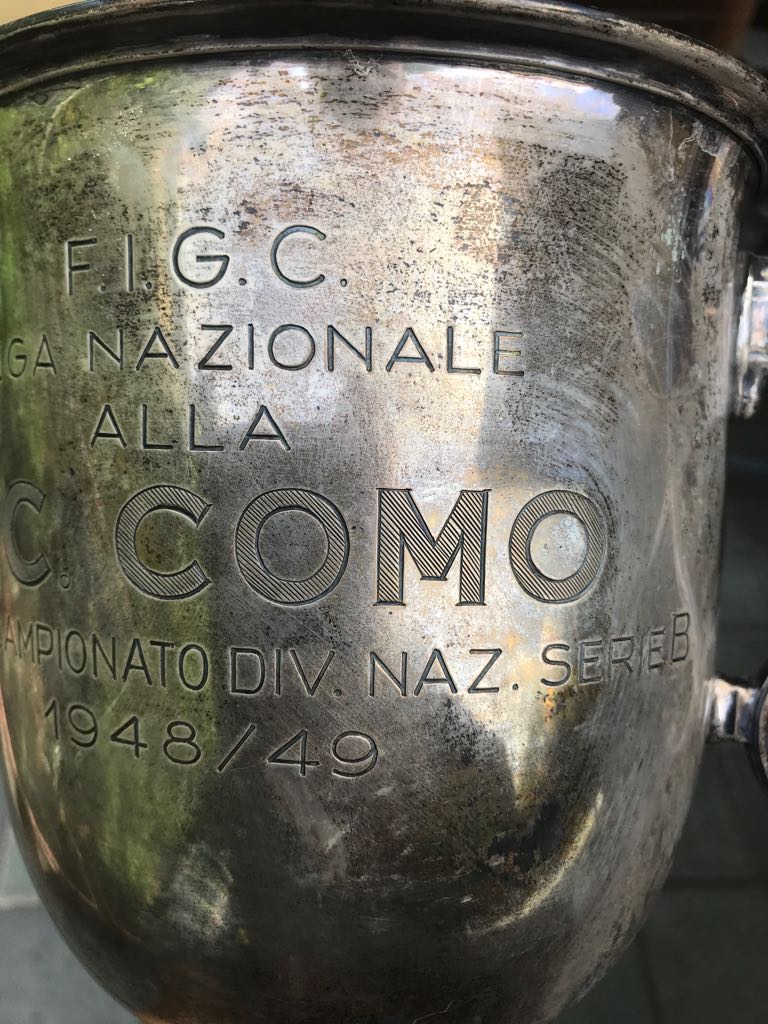 F.I.G.C.
GA NAZIONALE
ALLA
C. COMO
AMPIONATO DIV. NAZ. SERIE B
1948/49